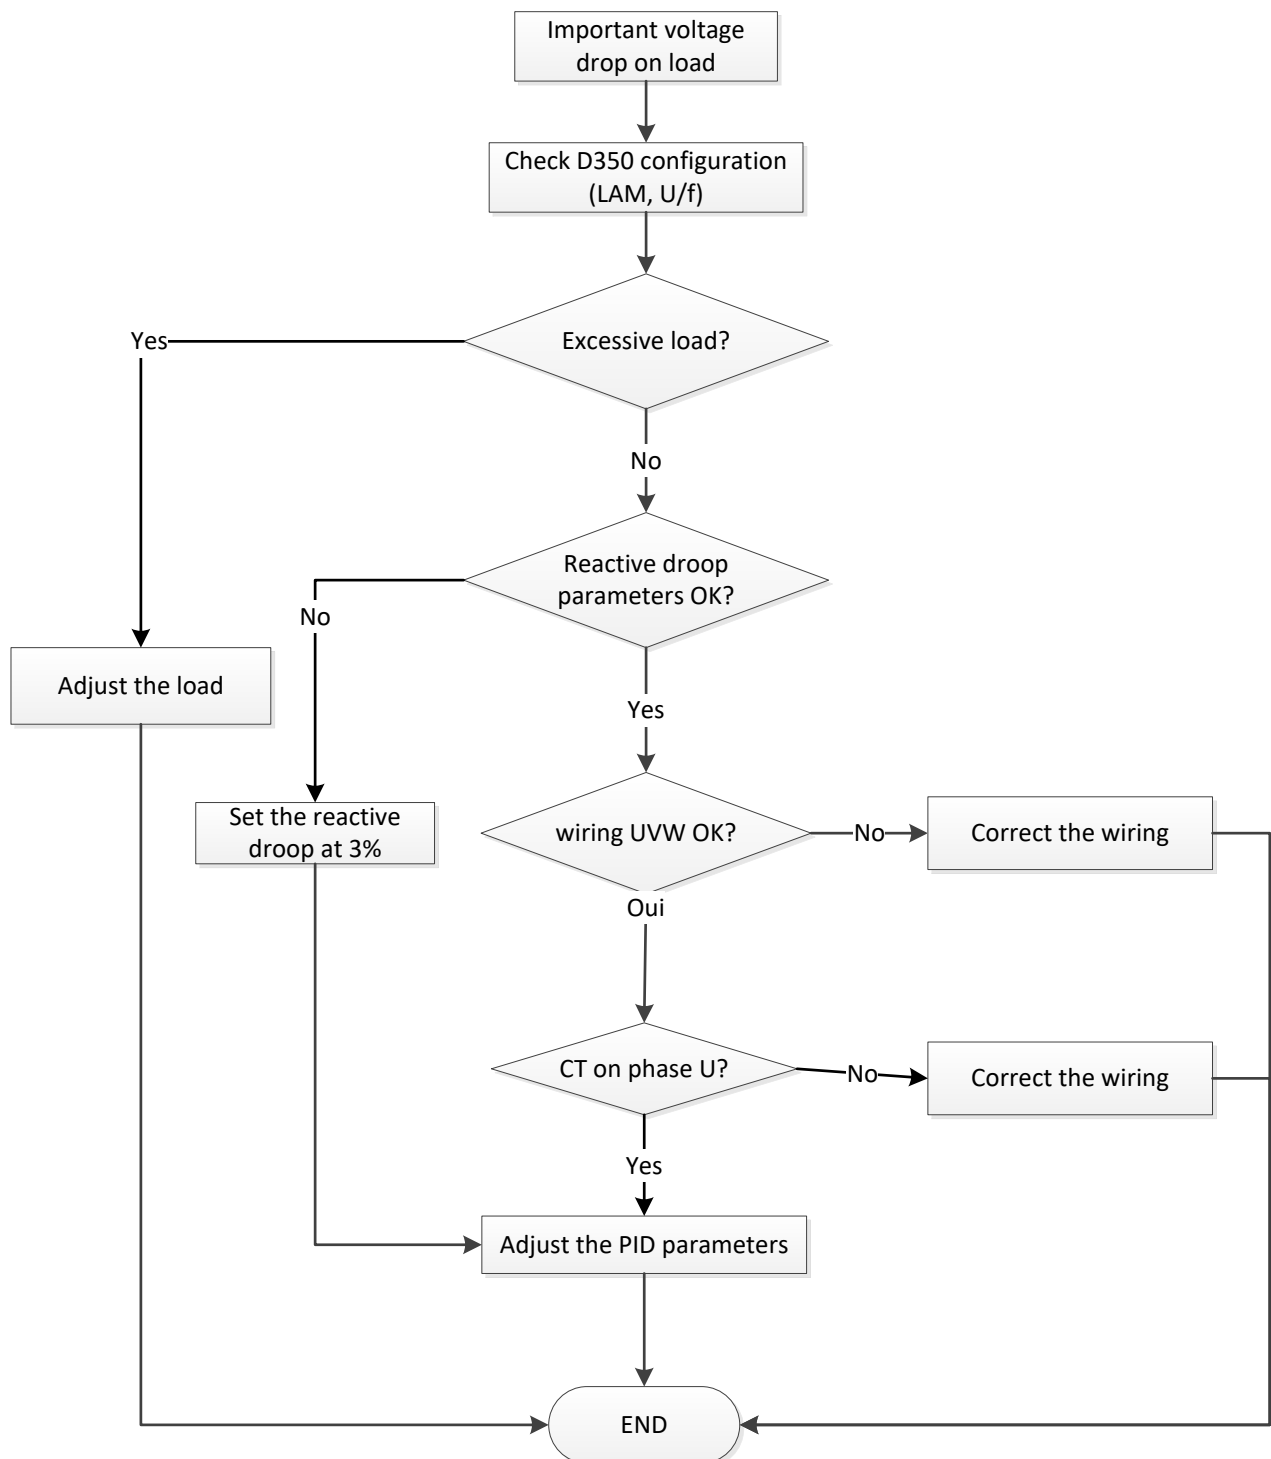 Important voltage
drop on load
Check D350 configuration
(LAM, U/f)
Excessive load?
Yes
No
Reactive droop
parameters OK?
No
Yes
Adjust the load
Set the reactive
droop at 3%
wiring UVW OK?
No
Correct the wiring
Oui
CT on phase U?
No
Correct the wiring
Yes
Adjust the PID parameters
END